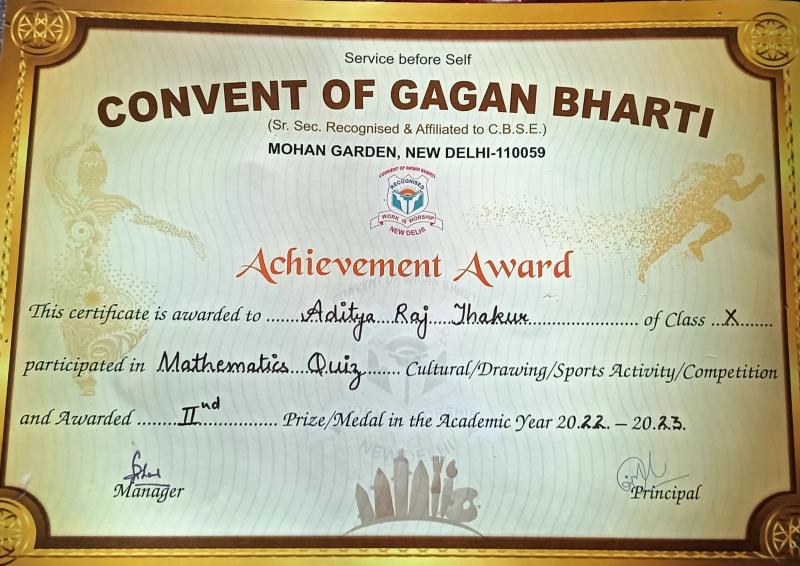 Service before Self
CONVENT OF GAGAN BHARTI
(Sr. Sec. Recognised & Affiliated to C.B.S.E.)
MOHAN GARDEN, NEW DELHI-110059
CONVENT OF GAGAN BHARTI
RECOGNISED
WORK IS WORSHIP
NEW DELHI
Achievement Award
This certificate is awarded to ......Aditya Raj Thakur...................... of Class ...X.......
participated in Mathematics Quiz........ Cultural/Drawing/Sports Activity/Competition
and Awarded ........IInd............... Prize/Medal in the Academic Year 20.22. – 20.23.
Manager
Principal